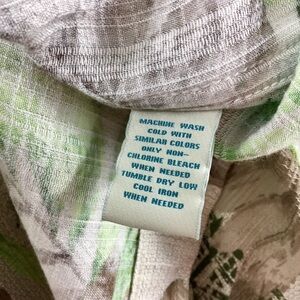 MACHINE WASH
COLD WITH
SIMILAR COLORS
ONLY NON-
CHLORINE BLEACH
WHEN NEEDED
TUMBLE DRY LOW
COOL IRON
WHEN NEEDED